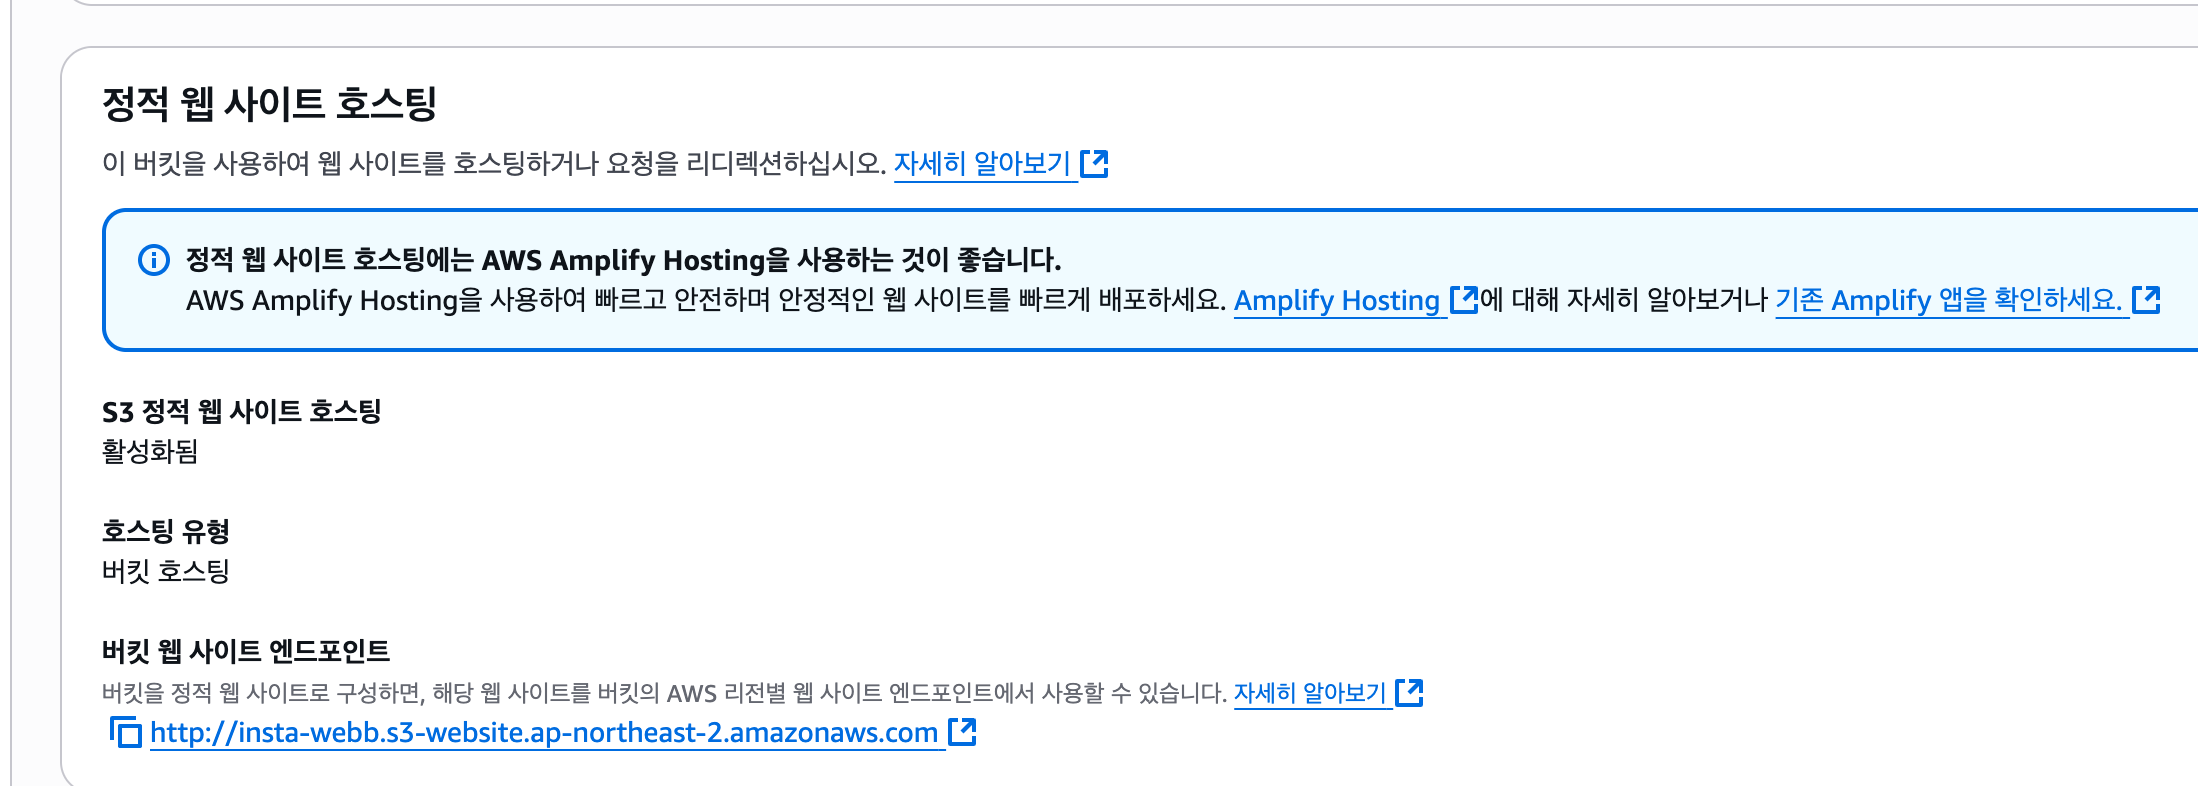 정적 웹 사이트 호스팅
이 버킷을 사용하여 웹 사이트를 호스팅하거나 요청을 리디렉션하십시오. 자세히 알아보기
정적 웹 사이트 호스팅에는 AWS Amplify Hosting을 사용하는 것이 좋습니다.
AWS Amplify Hosting을 사용하여 빠르고 안전하며 안정적인 웹 사이트를 빠르게 배포하세요. Amplify Hosting에 대해 자세히 알아보거나 기존 Amplify 앱을 확인하세요.
S3 정적 웹 사이트 호스팅
활성화됨
호스팅 유형
버킷 호스팅
버킷 웹 사이트 엔드포인트
버킷을 정적 웹 사이트로 구성하면, 해당 웹 사이트를 버킷의 AWS 리전별 웹 사이트 엔드포인트에서 사용할 수 있습니다. 자세히 알아보기
http://insta-webb.s3-website.ap-northeast-2.amazonaws.com